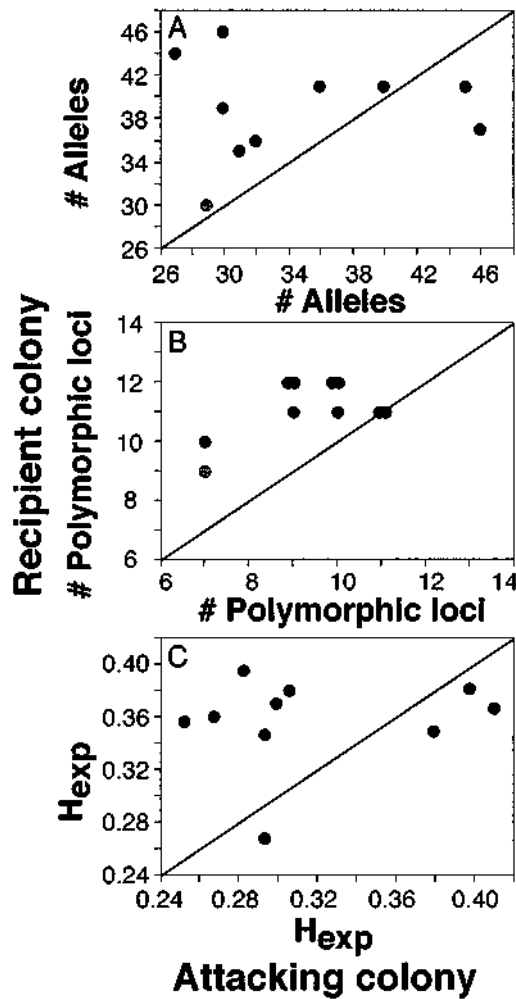 A
46
42
38
34
30
26
# Alleles
26 30 34 38 42 46
# Alleles
B
14
12
10
8
6
# Polymorphic loci
6 8 10 12 14
# Polymorphic loci
Recipient colony
C
0.40
0.36
0.32
0.28
0.24
Hexp
0.24 0.28 0.32 0.36 0.40
Hexp
Attacking colony